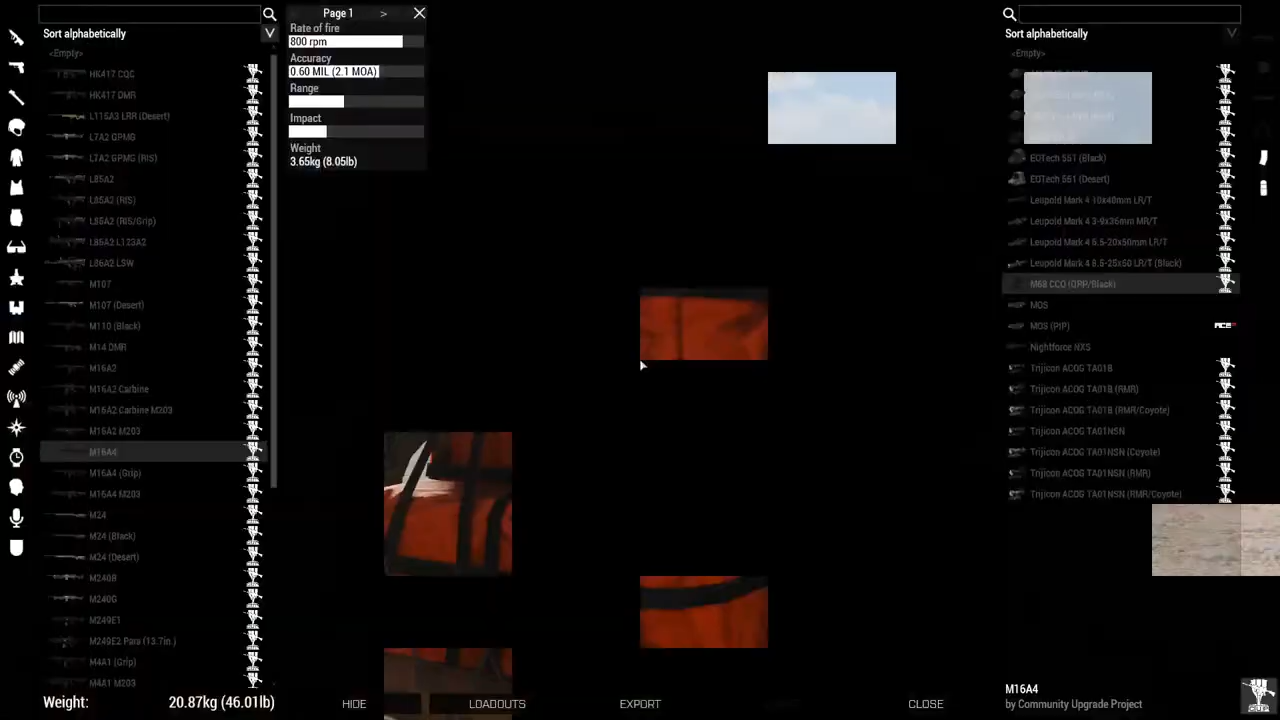 Sort alphabetically
<Empty>
HK417 CQC
HK417 DMR
L115A3 LRR (Desert)
L7A2 GPMG
L7A2 GPMG (RIS)
L85A2
L85A2 (RIS)
L85A2 (RIS/Grip)
L85A2 L123A2
L86A2 LSW
M107
M107 (Desert)
M110 (Black)
M14 DMR
M16A2
M16A2 Carbine
M16A2 Carbine M203
M16A2 M203
M16A4
M16A4 (Grip)
M16A4 M203
M24
M24 (Black)
M24 (Desert)
M240B
M240G
M249E1
M249E2 Para (13.7in.)
M4A1 (Grip)
M4A1 M203
Weight:
20.87kg (46.01lb)
Page 1
>
Rate of fire
800 rpm
Accuracy
0.60 MIL (2.1 MOA)
Range
Impact
Weight
3.65kg (8.05lb)
HIDE
LOADOUTS
EXPORT
CLOSE
Sort alphabetically
<Empty>
EOTech 551 (Black)
EOTech 551 (Desert)
Leupold Mark 4 10x40mm LR/T
Leupold Mark 4 3-9x36mm MR/T
Leupold Mark 4 6.5-20x50mm LR/T
Leupold Mark 4 8.5-25x50 LR/T (Black)
M68 CCO (QRP/Black)
MOS
MOS (PIP)
ACE
Nightforce NXS
Trijicon ACOG TA01B
Trijicon ACOG TA01B (RMR)
Trijicon ACOG TA01B (RMR/Coyote)
Trijicon ACOG TA01NSN
Trijicon ACOG TA01NSN (Coyote)
Trijicon ACOG TA01NSN (RMR)
Trijicon ACOG TA01NSN (RMR/Coyote)
M16A4
by Community Upgrade Project
CUP